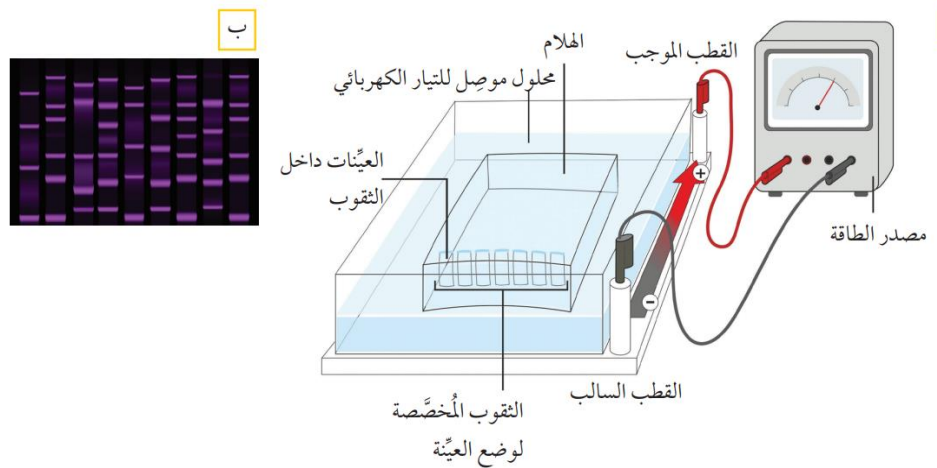 ب
الهلام
القطب الموجب
محلول موصِل للتيار الكهربائي
العيِّنات داخل
الثقوب
+
مصدر الطاقة
−
القطب السالب
الثقوب المُخصَّصة
لوضع العيِّنة